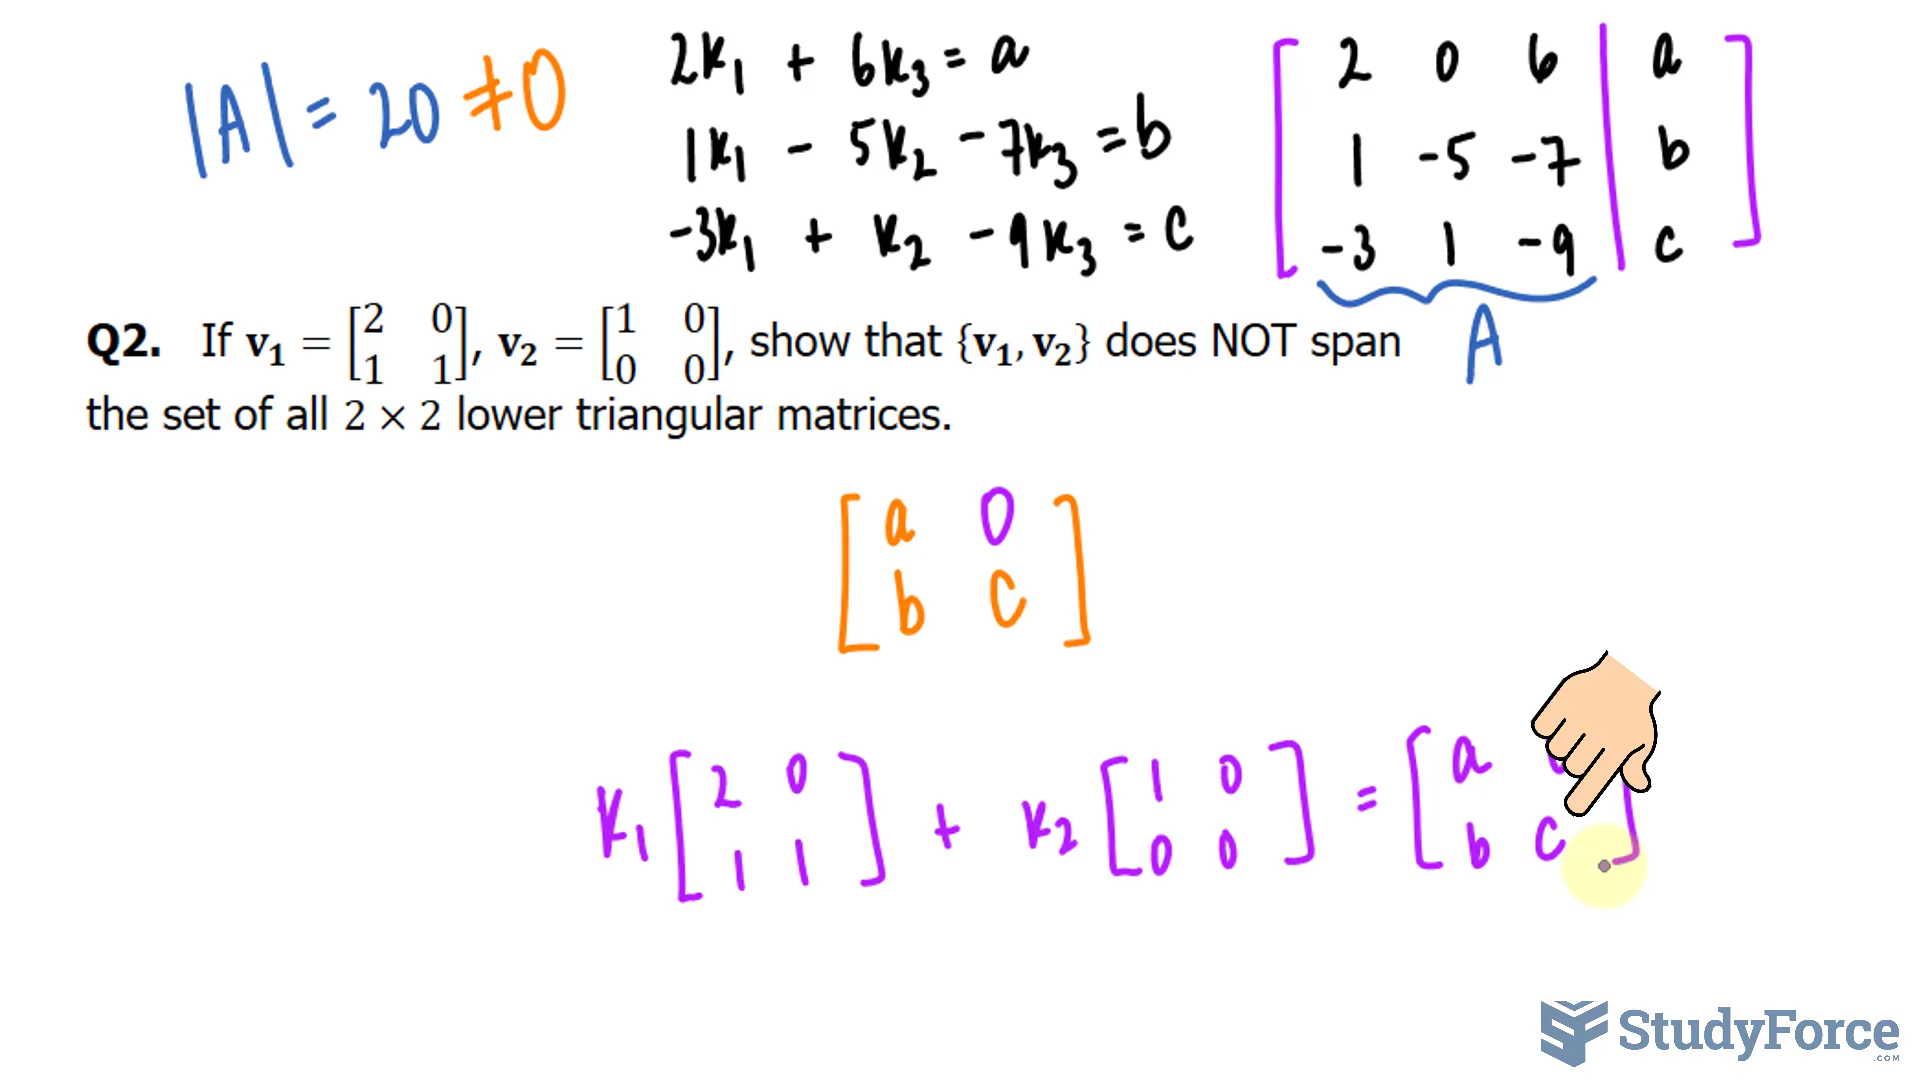 |A| = 20 ≠ 0
2k₁ + 6k₃ = a
1k₁ - 5k₂ - 7k₃ = b
-3k₁ + k₂ - 9k₃ = c
[ 2 0 6 | a ]
[ 1 -5 -7 | b ]
[ -3 1 -9 | c ]
A
Q2. If v₁ = [2 0; 1 1], v₂ = [1 0; 0 0], show that {v₁, v₂} does NOT span
the set of all 2 × 2 lower triangular matrices.
[ a 0 ]
[ b c ]
k₁ [2 0; 1 1] + k₂ [1 0; 0 0] = [a ; b c]
StudyForce
.COM